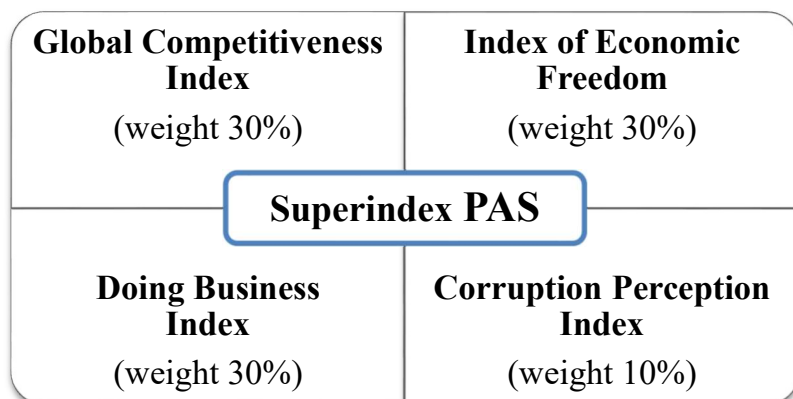 Global Competitiveness
Index
(weight 30%)
Index of Economic
Freedom
(weight 30%)
Superindex PAS
Doing Business
Index
(weight 30%)
Corruption Perception
Index
(weight 10%)